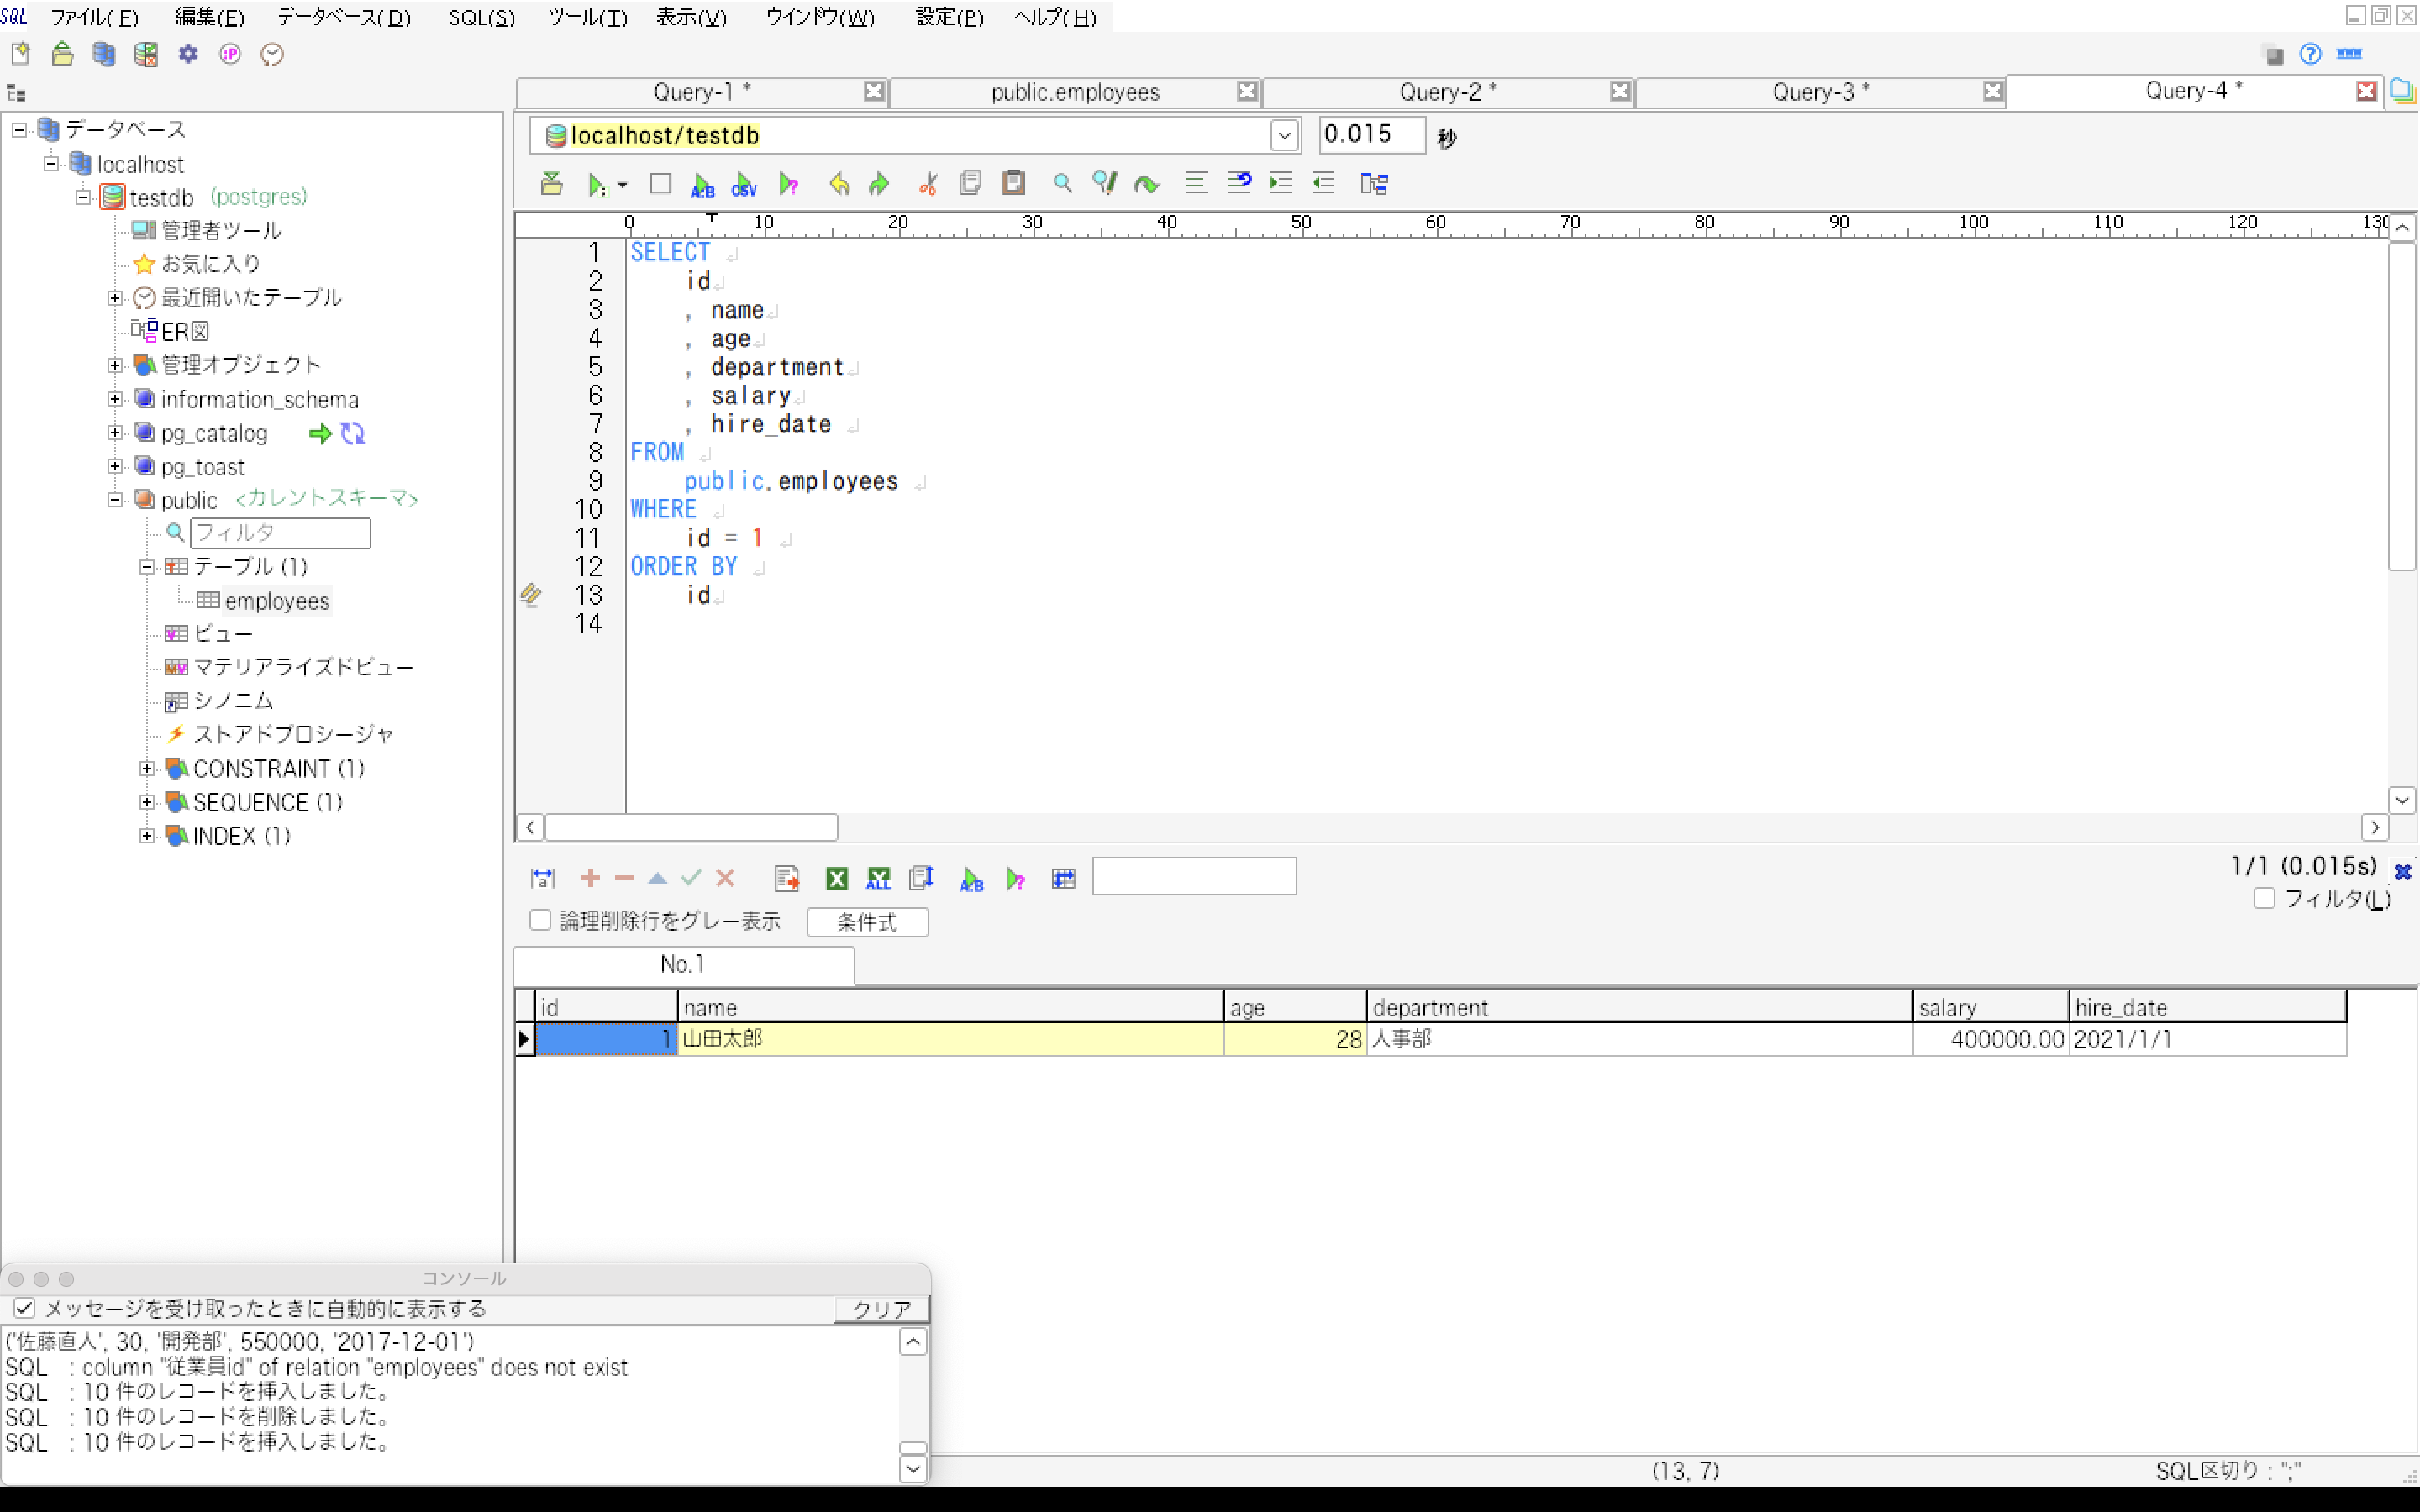 SQL ファイル(F) 編集(E) データベース(D) SQL(S) ツール(T) 表示(V) ウインドウ(W) 設定(P) ヘルプ(H)
Query-1 * public.employees Query-2 * Query-3 * Query-4 *
データベース
localhost
testdb (postgres)
管理者ツール
お気に入り
最近開いたテーブル
ER図
管理オブジェクト
information_schema
pg_catalog
pg_toast
public <カレントスキーマ>
フィルタ
テーブル (1)
employees
ビュー
マテリアライズドビュー
シノニム
ストアドプロシージャ
CONSTRAINT (1)
SEQUENCE (1)
INDEX (1)
localhost/testdb 0.015 秒
A:B CSV
0 10 20 30 40 50 60 70 80 90 100 110 120 130
1 SELECT
2 id
3 , name
4 , age
5 , department
6 , salary
7 , hire_date
8 FROM
9 public.employees
10 WHERE
11 id = 1
12 ORDER BY
13 id
14
ALL A:B 1/1 (0.015s)
論理削除行をグレー表示 条件式 フィルタ(L)
No.1
id name age department salary hire_date
1 山田太郎 28 人事部 400000.00 2021/1/1
コンソール
メッセージを受け取ったときに自動的に表示する クリア
('佐藤直人', 30, '開発部', 550000, '2017-12-01')
SQL : column "従業員id" of relation "employees" does not exist
SQL : 10 件のレコードを挿入しました。
SQL : 10 件のレコードを削除しました。
SQL : 10 件のレコードを挿入しました。
(13, 7) SQL区切り : ";"